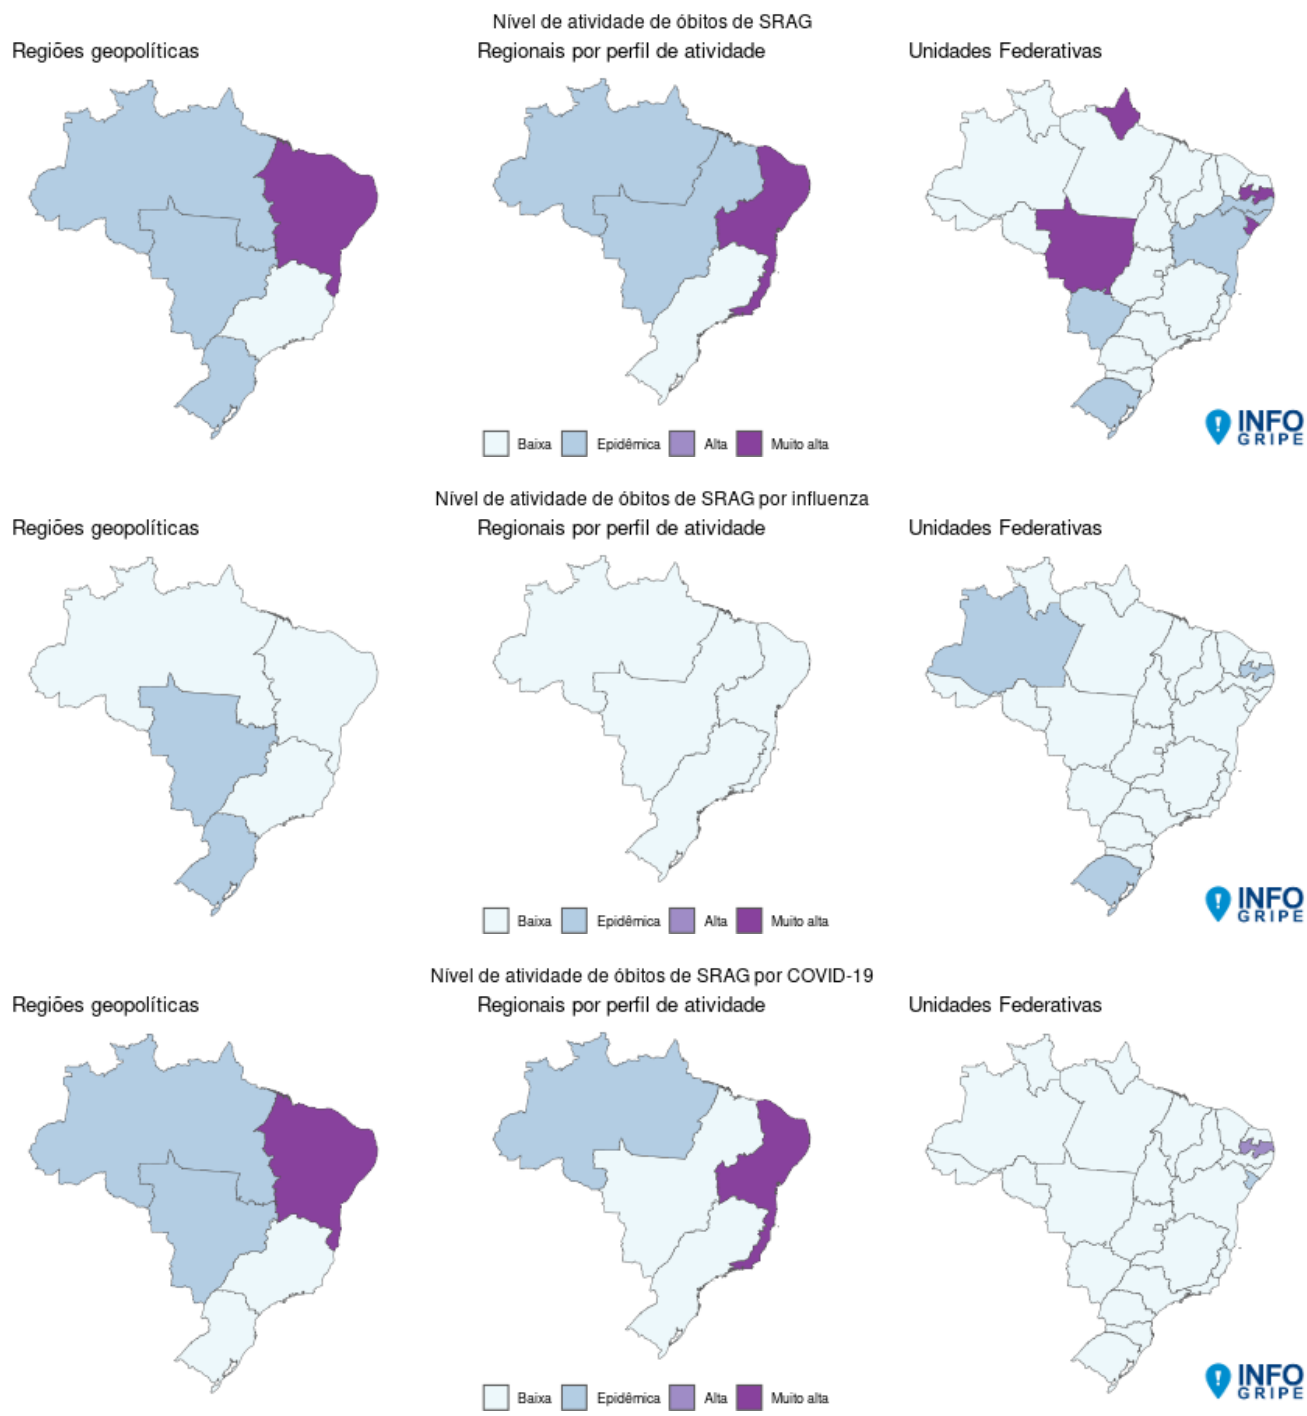 Nível de atividade de óbitos de SRAG
Regiões geopolíticas
Regionais por perfil de atividade
Unidades Federativas
Baixa Epidêmica Alta Muito alta
INFO
GRIPE
Nível de atividade de óbitos de SRAG por influenza
Regiões geopolíticas
Regionais por perfil de atividade
Unidades Federativas
Baixa Epidêmica Alta Muito alta
INFO
GRIPE
Nível de atividade de óbitos de SRAG por COVID-19
Regiões geopolíticas
Regionais por perfil de atividade
Unidades Federativas
Baixa Epidêmica Alta Muito alta
INFO
GRIPE